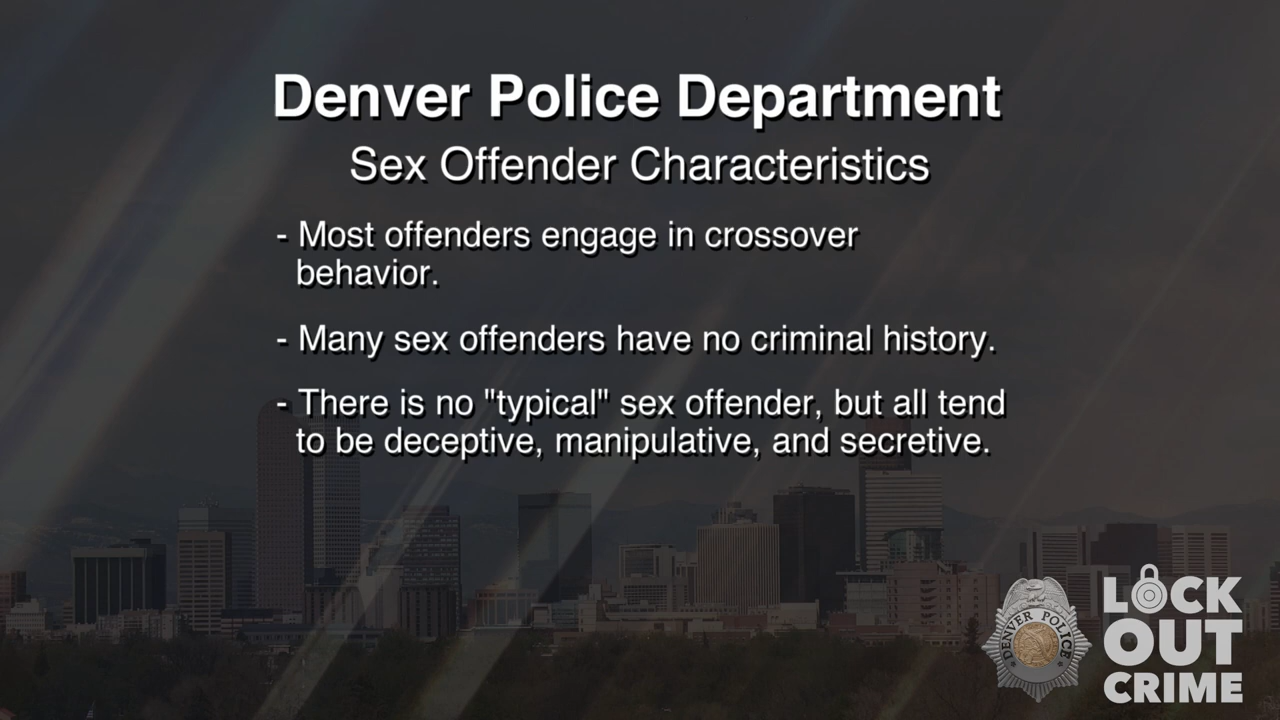 Denver Police Department
Sex Offender Characteristics
- Most offenders engage in crossover
behavior.
- Many sex offenders have no criminal history.
- There is no "typical" sex offender, but all tend
to be deceptive, manipulative, and secretive.
DENVER POLICE
LOCK
OUT
CRIME